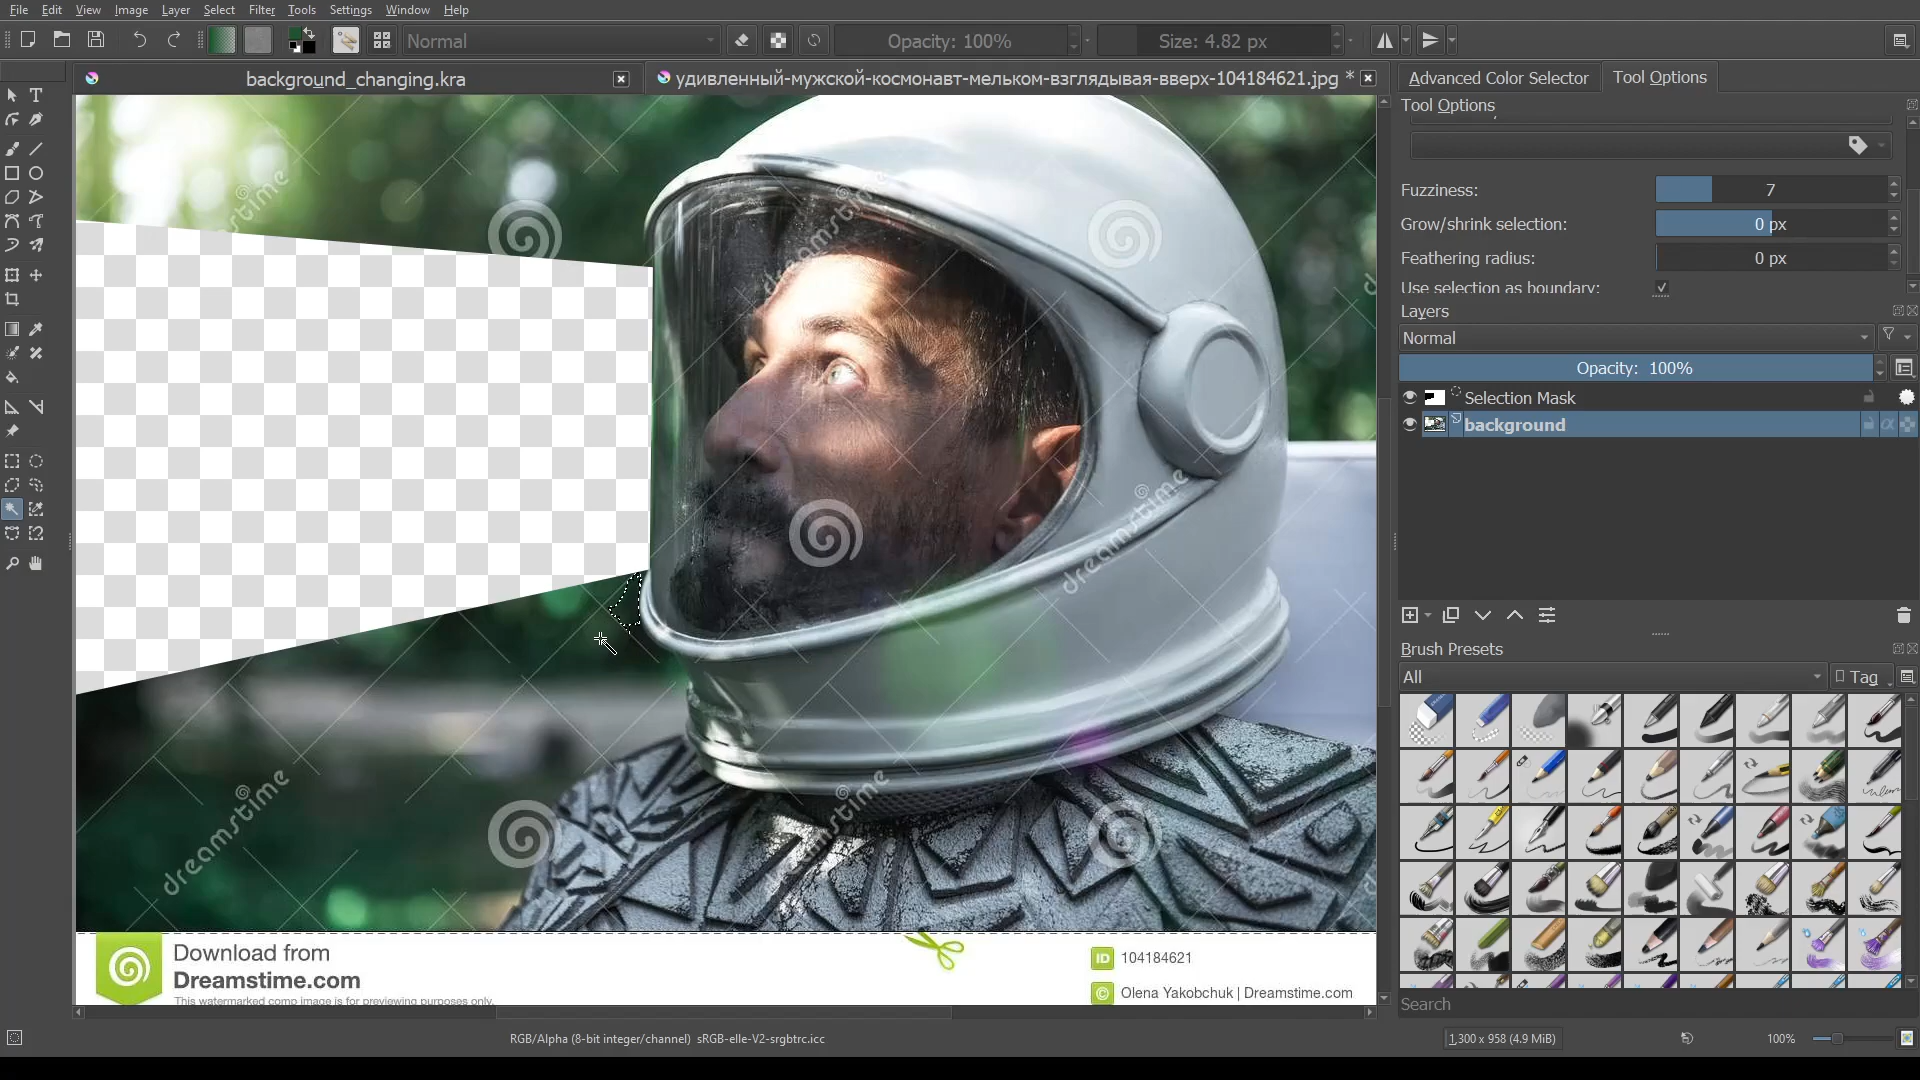 File Edit View Image Layer Select Filter Tools Settings Window Help
Normal
Opacity: 100%
Size: 4.82 px
background_changing.kra
удивленный-мужской-космонавт-мельком-взглядывая-вверх-104184621.jpg *
Advanced Color Selector
Tool Options
Tool Options
Fuzziness: 7
Grow/shrink selection: 0 px
Feathering radius: 0 px
Use selection as boundary:
Layers
Normal
Opacity: 100%
Selection Mask
background
Brush Presets
All
Tag
Search
dreamstime
dreamstime
dreamstime
dreamstime
dreamstime
Download from
Dreamstime.com
This watermarked comp image is for previewing purposes only.
ID 104184621
© Olena Yakobchuk | Dreamstime.com
RGB/Alpha (8-bit integer/channel) sRGB-elle-V2-srgbtrc.icc
1,300 x 958 (4.9 MiB)
100%